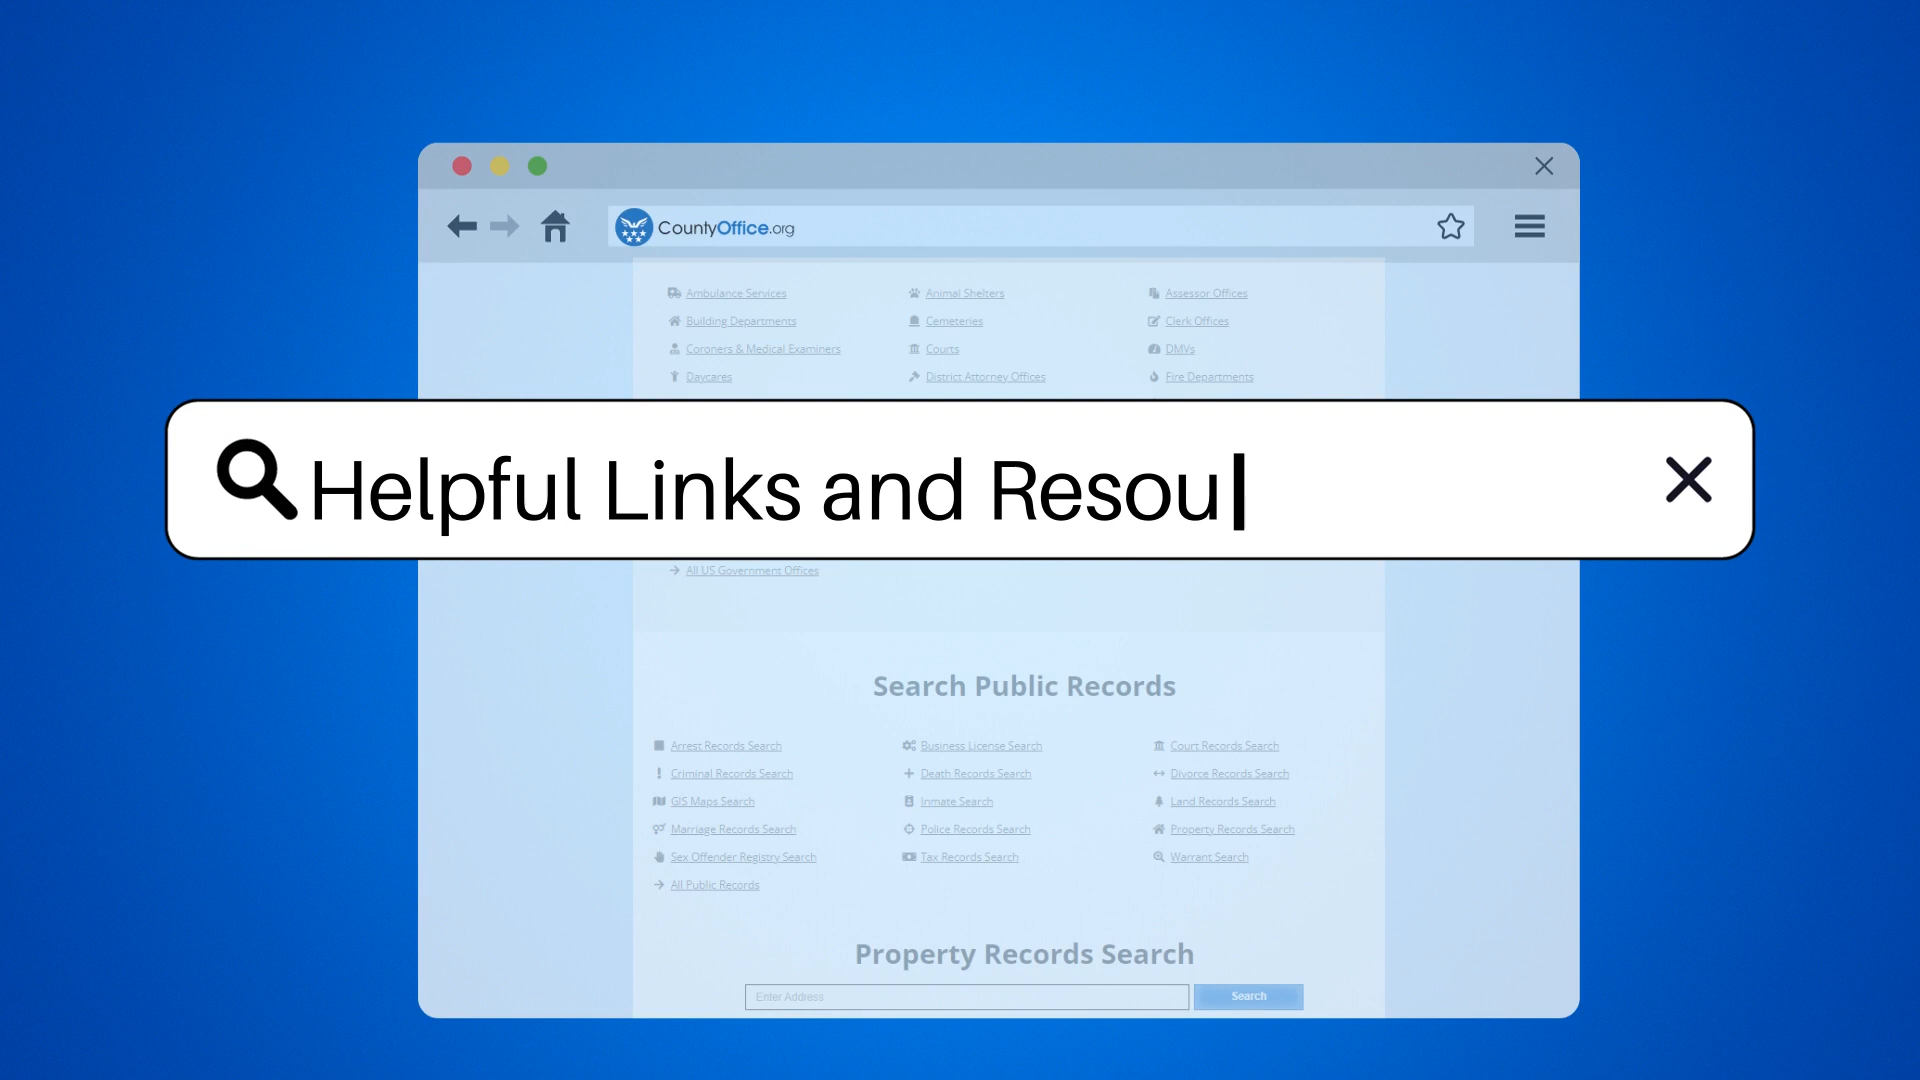 CountyOffice.org
Ambulance Services Animal Shelters Assessor Offices
Building Departments Cemeteries Clerk Offices
Coroners & Medical Examiners Courts DMVs
Daycares District Attorney Offices Fire Departments
Helpful Links and Resou
All US Government Offices
Search Public Records
Arrest Records Search Business License Search Court Records Search
Criminal Records Search Death Records Search Divorce Records Search
GIS Maps Search Inmate Search Land Records Search
Marriage Records Search Police Records Search Property Records Search
Sex Offender Registry Search Tax Records Search Warrant Search
All Public Records
Property Records Search
Enter Address Search